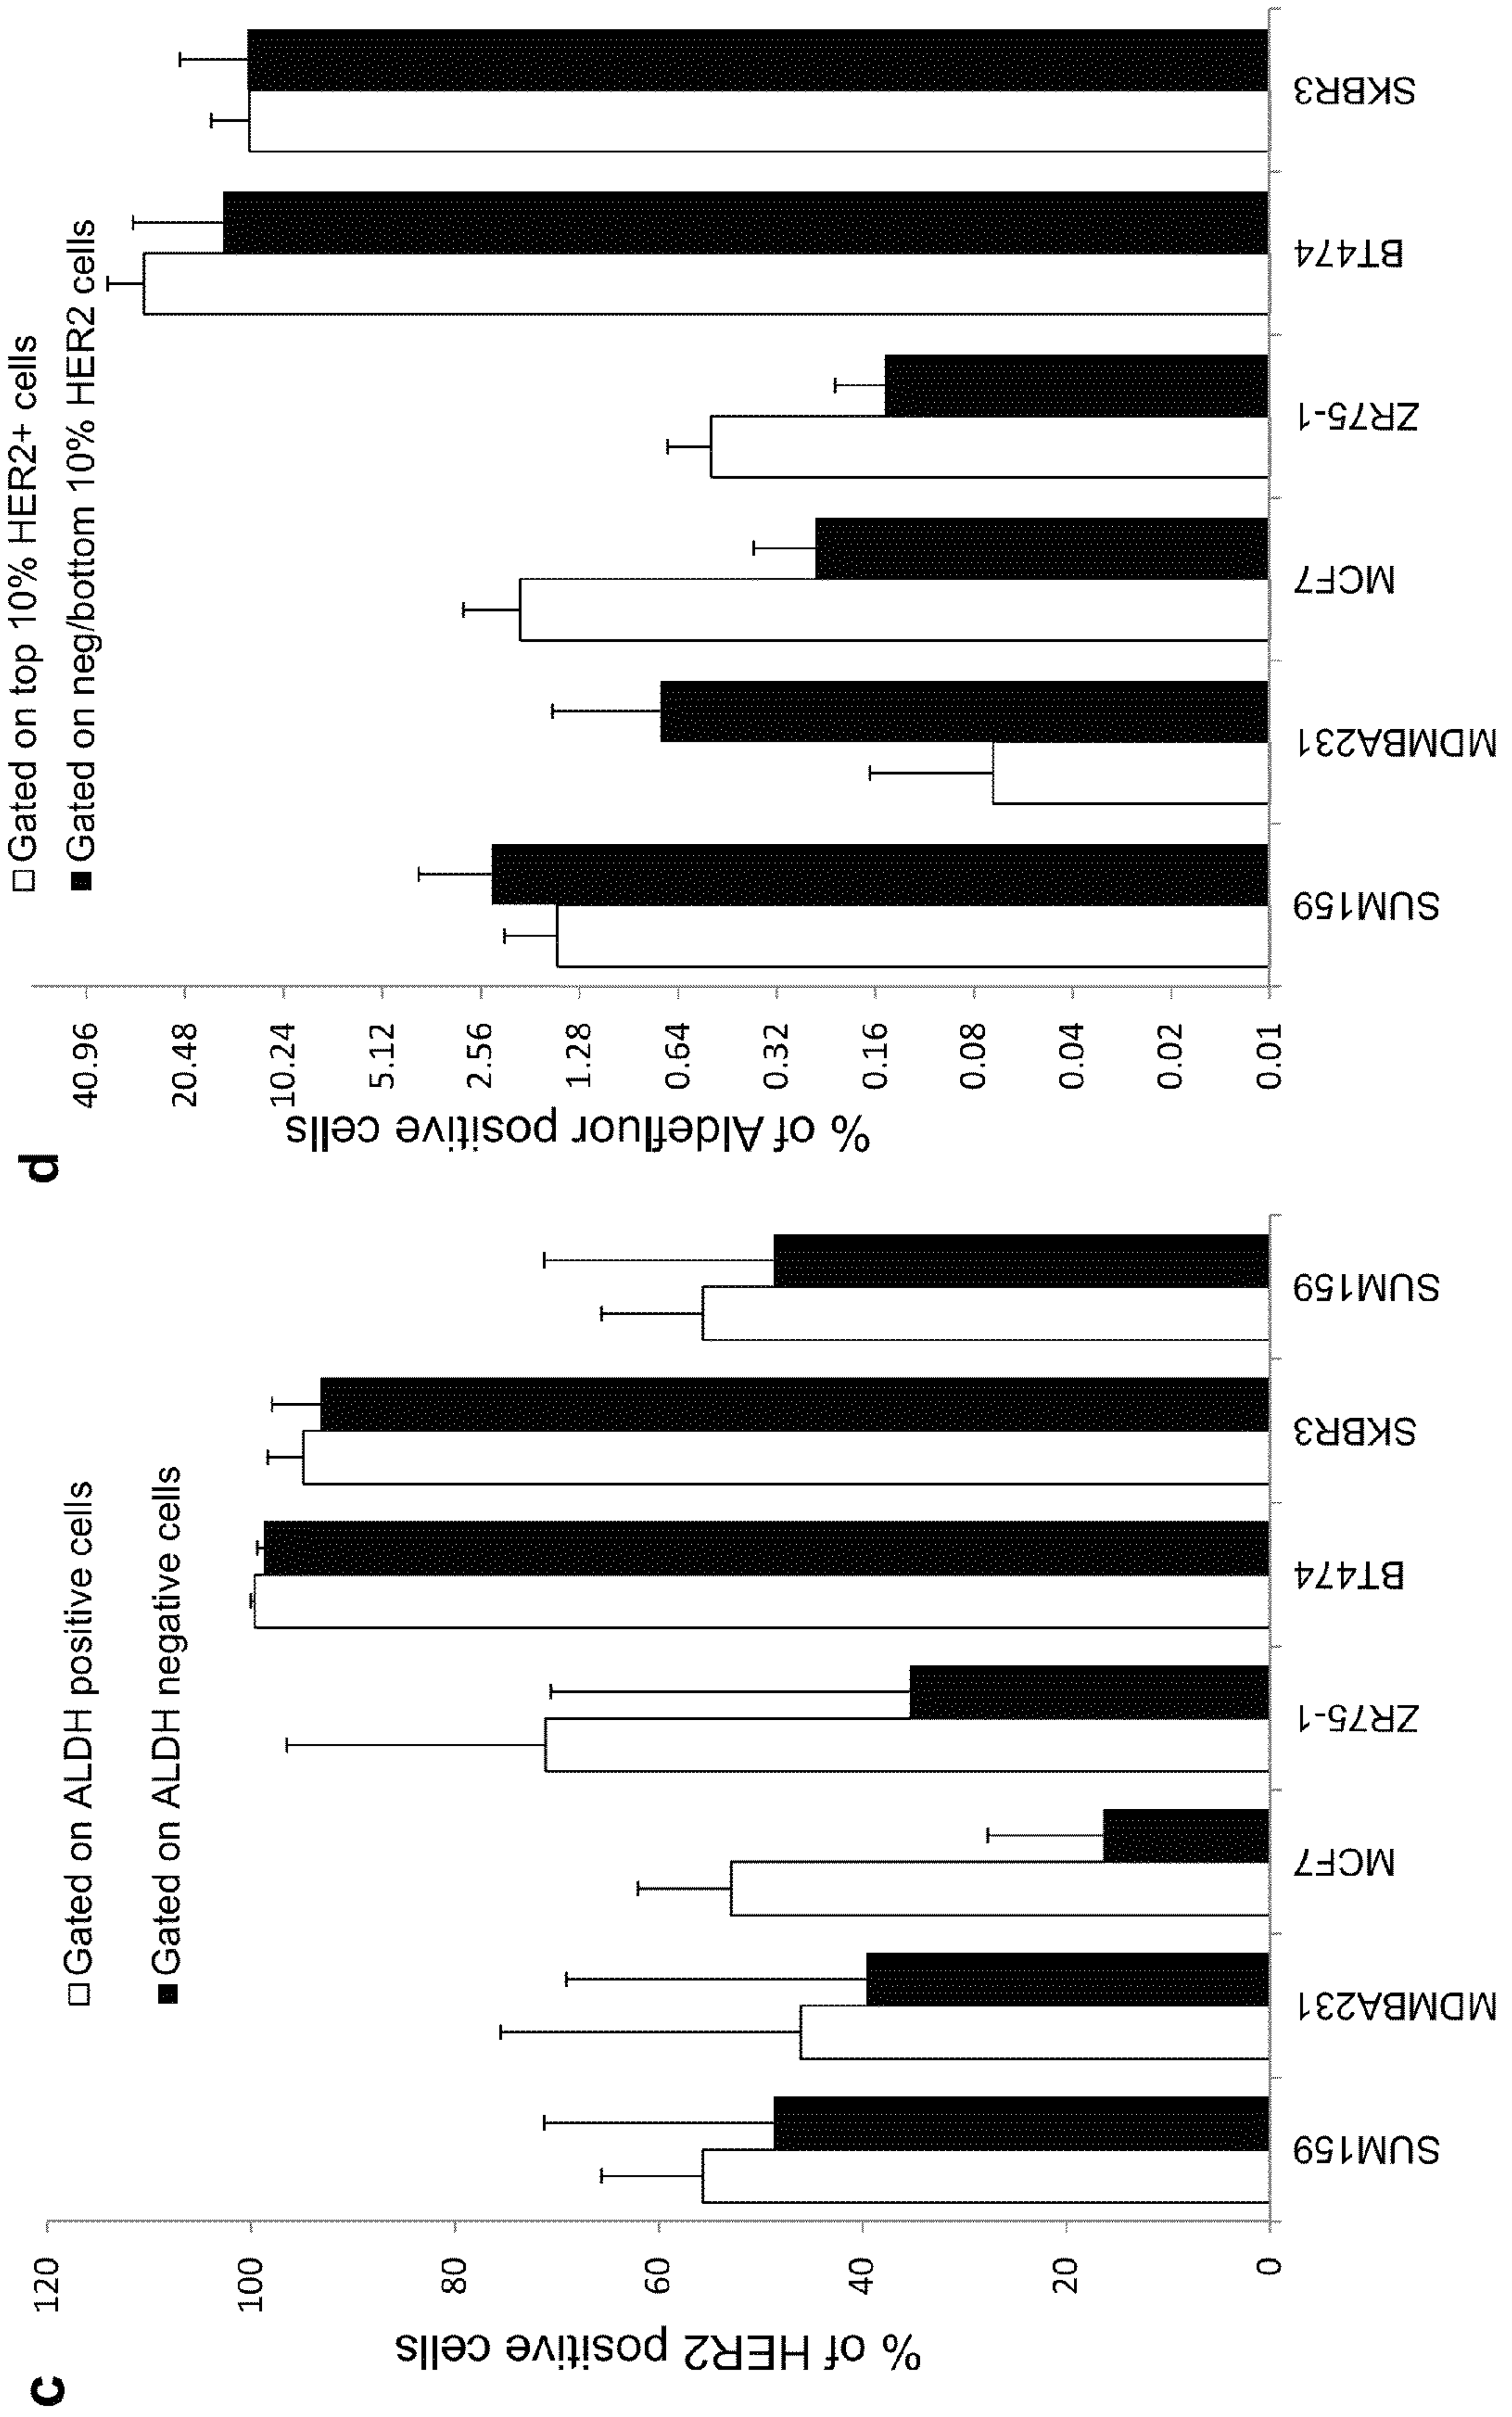 c
□ Gated on ALDH positive cells
■ Gated on ALDH negative cells
% of HER2 positive cells
120
100
80
60
40
20
0
SUM159
MDMBA231
MCF7
ZR75-1
BT474
SKBR3
SUM159
d
□ Gated on top 10% HER2+ cells
■ Gated on neg/bottom 10% HER2 cells
% of Aldefluor positive cells
40.96
20.48
10.24
5.12
2.56
1.28
0.64
0.32
0.16
0.08
0.04
0.02
0.01
SUM159
MDMBA231
MCF7
ZR75-1
BT474
SKBR3